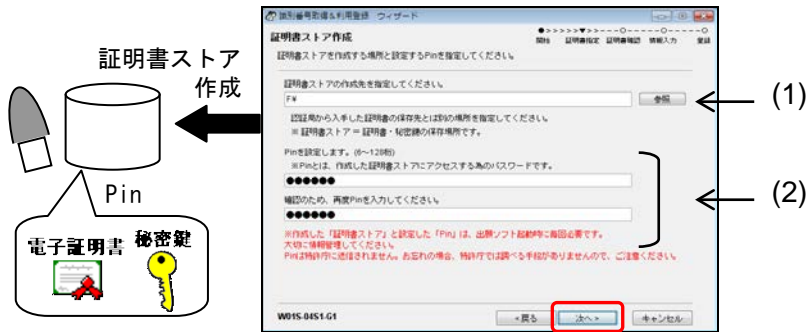 証明書ストア
作成
Pin
電子証明書
秘密鍵
識別番号取得&利用登録 ウィザード
証明書ストア作成
●>>>>>▼>>---○-----○-----○
開始 証明書指定 証明書確認 情報入力 登録
証明書ストアを作成する場所と設定するPinを指定してください。
証明書ストアの作成先を指定してください。
F¥
参照
認証局から入手した証明書の保存先とは別の場所を指定してください。
※証明書ストア=証明書・秘密鍵の保存場所です。
Pinを設定します。(6~128桁)
※Pinとは、作成した証明書ストアにアクセスする為のパスワードです。
●●●●●●
確認のため、再度Pinを入力してください。
●●●●●●
※作成した「証明書ストア」と設定した「Pin」は、出願ソフト起動時に毎回必要です。
大切に情報管理してください。
Pinは特許庁に送信されません。お忘れの場合、特許庁では調べる手段がありませんので、ご注意ください。
W01S-04S1-G1
<戻る
次へ>
キャンセル
(1)
(2)